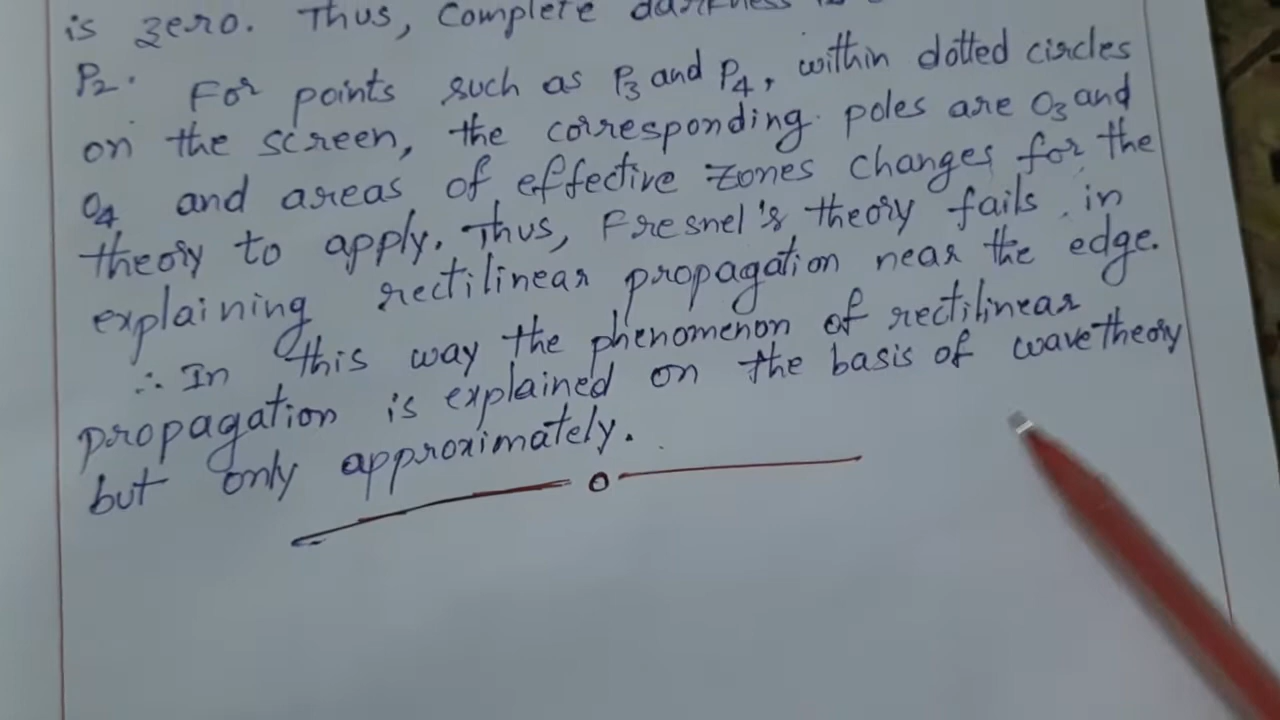 is zero. Thus, Complete darkness is
P2. For points such as P3 and P4, within dotted circles
on the screen, the corresponding poles are O3 and
O4 and areas of effective zones changes for the
theory to apply. Thus, Fresnel's theory fails in
explaining rectilinear propagation near the edge.
∴ In this way the phenomenon of rectilinear
propagation is explained on the basis of wave theory
but only approximately.